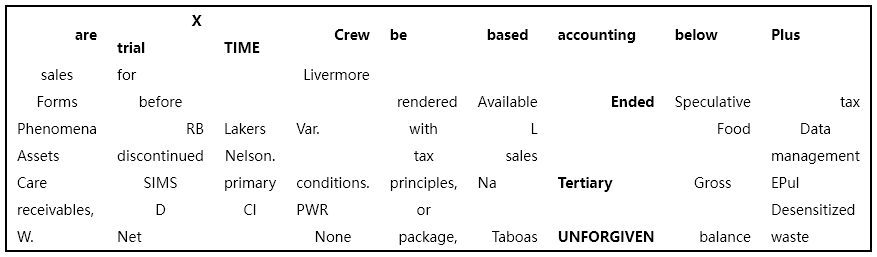 are X trial TIME Crew be based accounting below Plus
sales for Livermore
Forms before rendered Available Ended Speculative tax
Phenomena RB Lakers Var. with L Food Data
Assets discontinued Nelson. tax sales management
Care SIMS primary conditions. principles, Na Tertiary Gross EPul
receivables, D CI PWR or Desensitized
W. Net None package, Taboas UNFORGIVEN balance waste